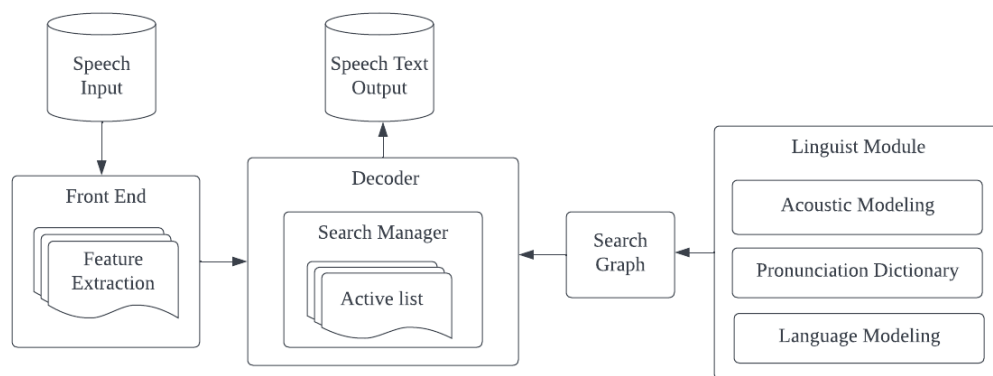 Speech
Input
Speech Text
Output
Front End
Feature
Extraction
Decoder
Search Manager
Active list
Search
Graph
Linguist Module
Acoustic Modeling
Pronunciation Dictionary
Language Modeling